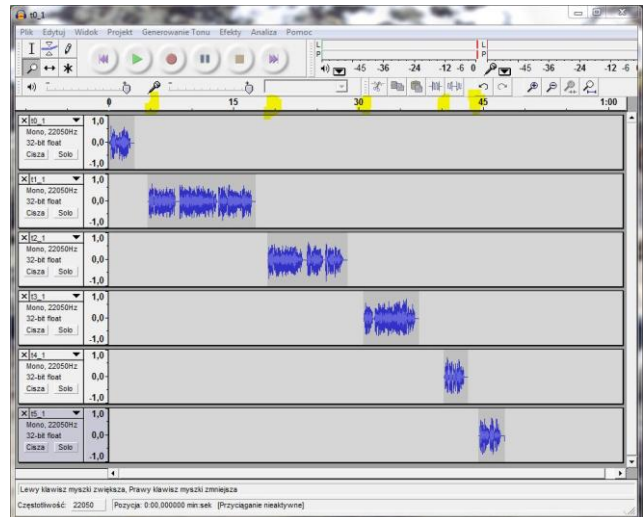 t0_1
Plik Edytuj Widok Projekt Generowanie Tonu Efekty Analiza Pomoc
L
P
-45 -36 -24 -12 -6 0
L
P
-45 -36 -24 -12 -6
0 15 30 45 1:00
t0_1
Mono, 22050Hz
32-bit float
Cisza Solo
1,0
0,0
-1,0
t1_1
Mono, 22050Hz
32-bit float
Cisza Solo
1,0
0,0
-1,0
t2_1
Mono, 22050Hz
32-bit float
Cisza Solo
1,0
0,0
-1,0
t3_1
Mono, 22050Hz
32-bit float
Cisza Solo
1,0
0,0
-1,0
t4_1
Mono, 22050Hz
32-bit float
Cisza Solo
1,0
0,0
-1,0
t5_1
Mono, 22050Hz
32-bit float
Cisza Solo
1,0
0,0
-1,0
Lewy klawisz myszki zwiększa, Prawy klawisz myszki zmniejsza
Częstotliwość: 22050 Pozycja: 0:00,000000 min:sek [Przyciąganie nieaktywne]